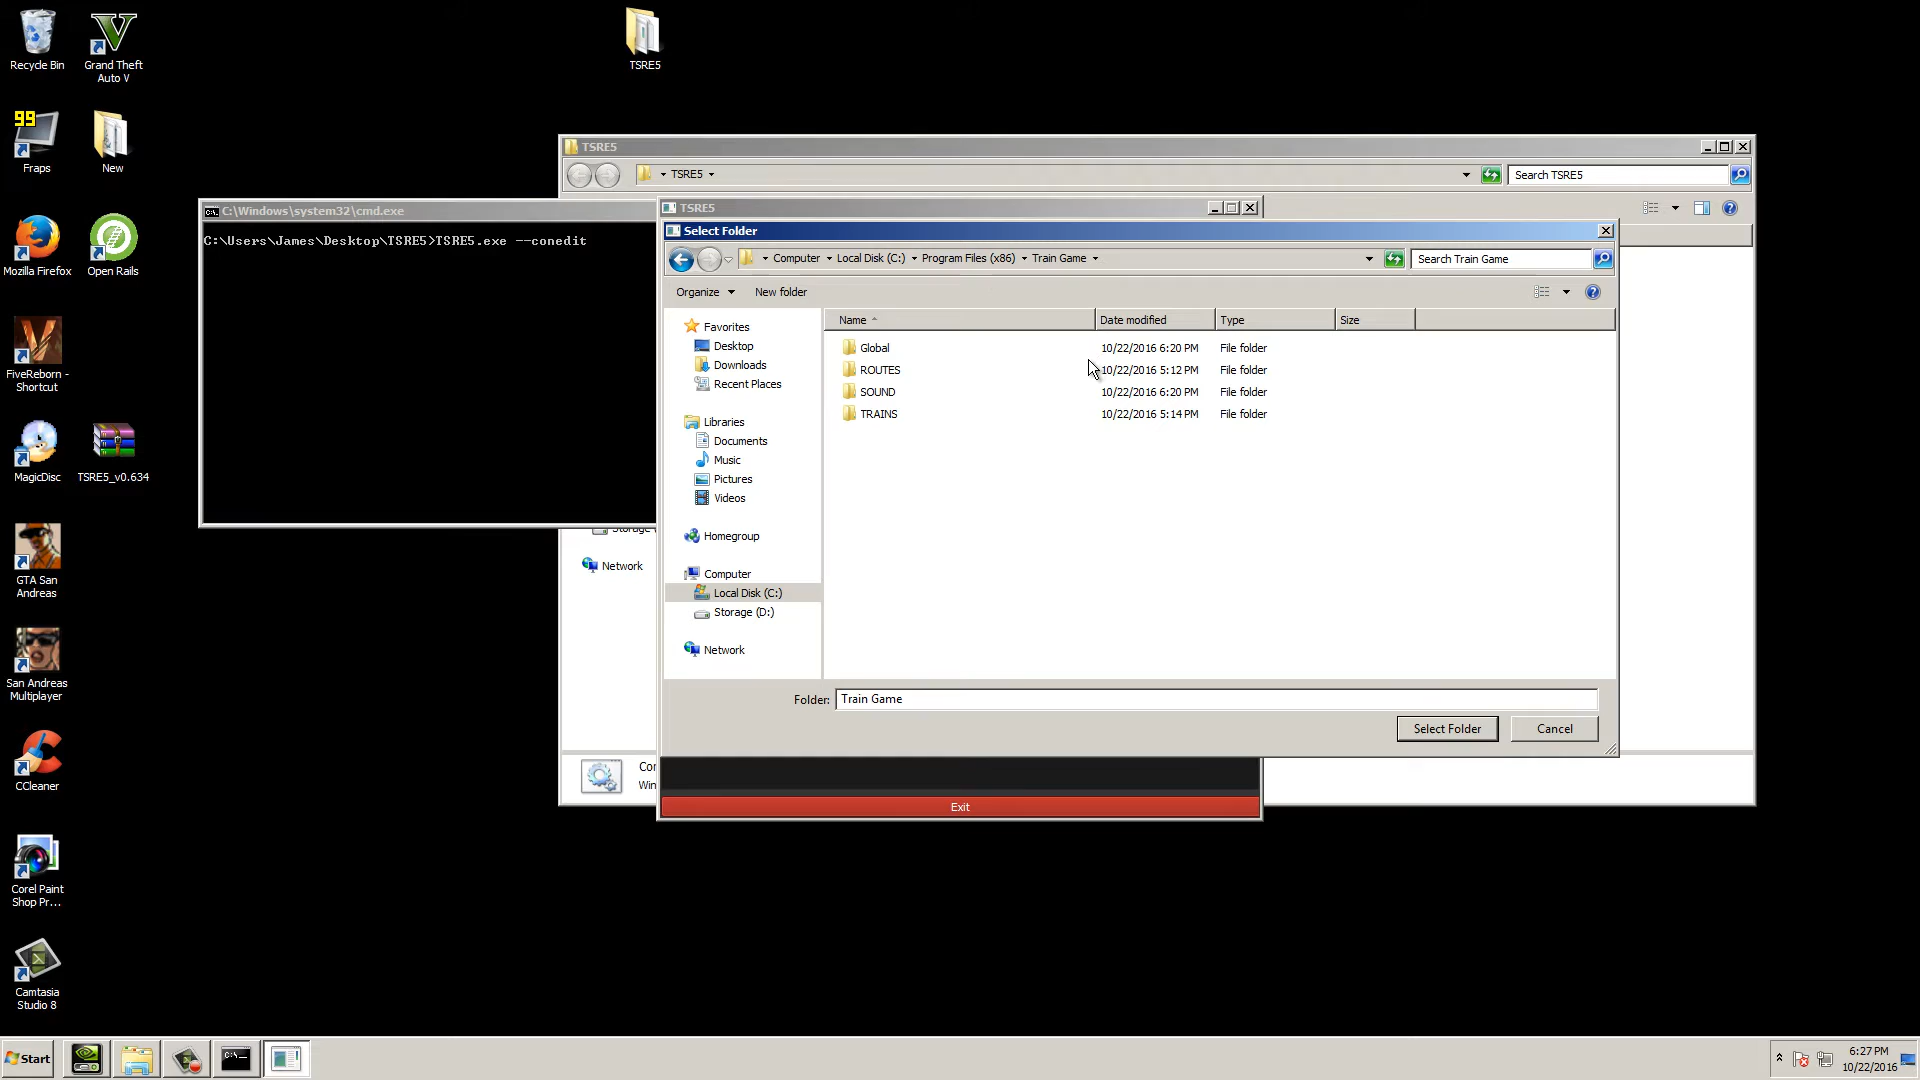 Recycle Bin
Grand Theft
Auto V
TSRE5
99
Fraps
New
Mozilla Firefox
Open Rails
FiveReborn -
Shortcut
MagicDisc
TSRE5_v0.634
GTA San
Andreas
San Andreas
Multiplayer
CCleaner
Corel Paint
Shop Pr...
Camtasia
Studio 8
C:\Windows\system32\cmd.exe
C:\Users\James\Desktop\TSRE5>TSRE5.exe --conedit
TSRE5
TSRE5
Search TSRE5
Network
TSRE5
Select Folder
Computer
Local Disk (C:)
Program Files (x86)
Train Game
Search Train Game
Organize
New folder
Favorites
Desktop
Downloads
Recent Places
Libraries
Documents
Music
Pictures
Videos
Homegroup
Computer
Local Disk (C:)
Storage (D:)
Network
Name Date modified Type Size
Global 10/22/2016 6:20 PM File folder
ROUTES 10/22/2016 5:12 PM File folder
SOUND 10/22/2016 6:20 PM File folder
TRAINS 10/22/2016 5:14 PM File folder
Folder: Train Game
Select Folder
Cancel
Exit
Start
6:27 PM
10/22/2016